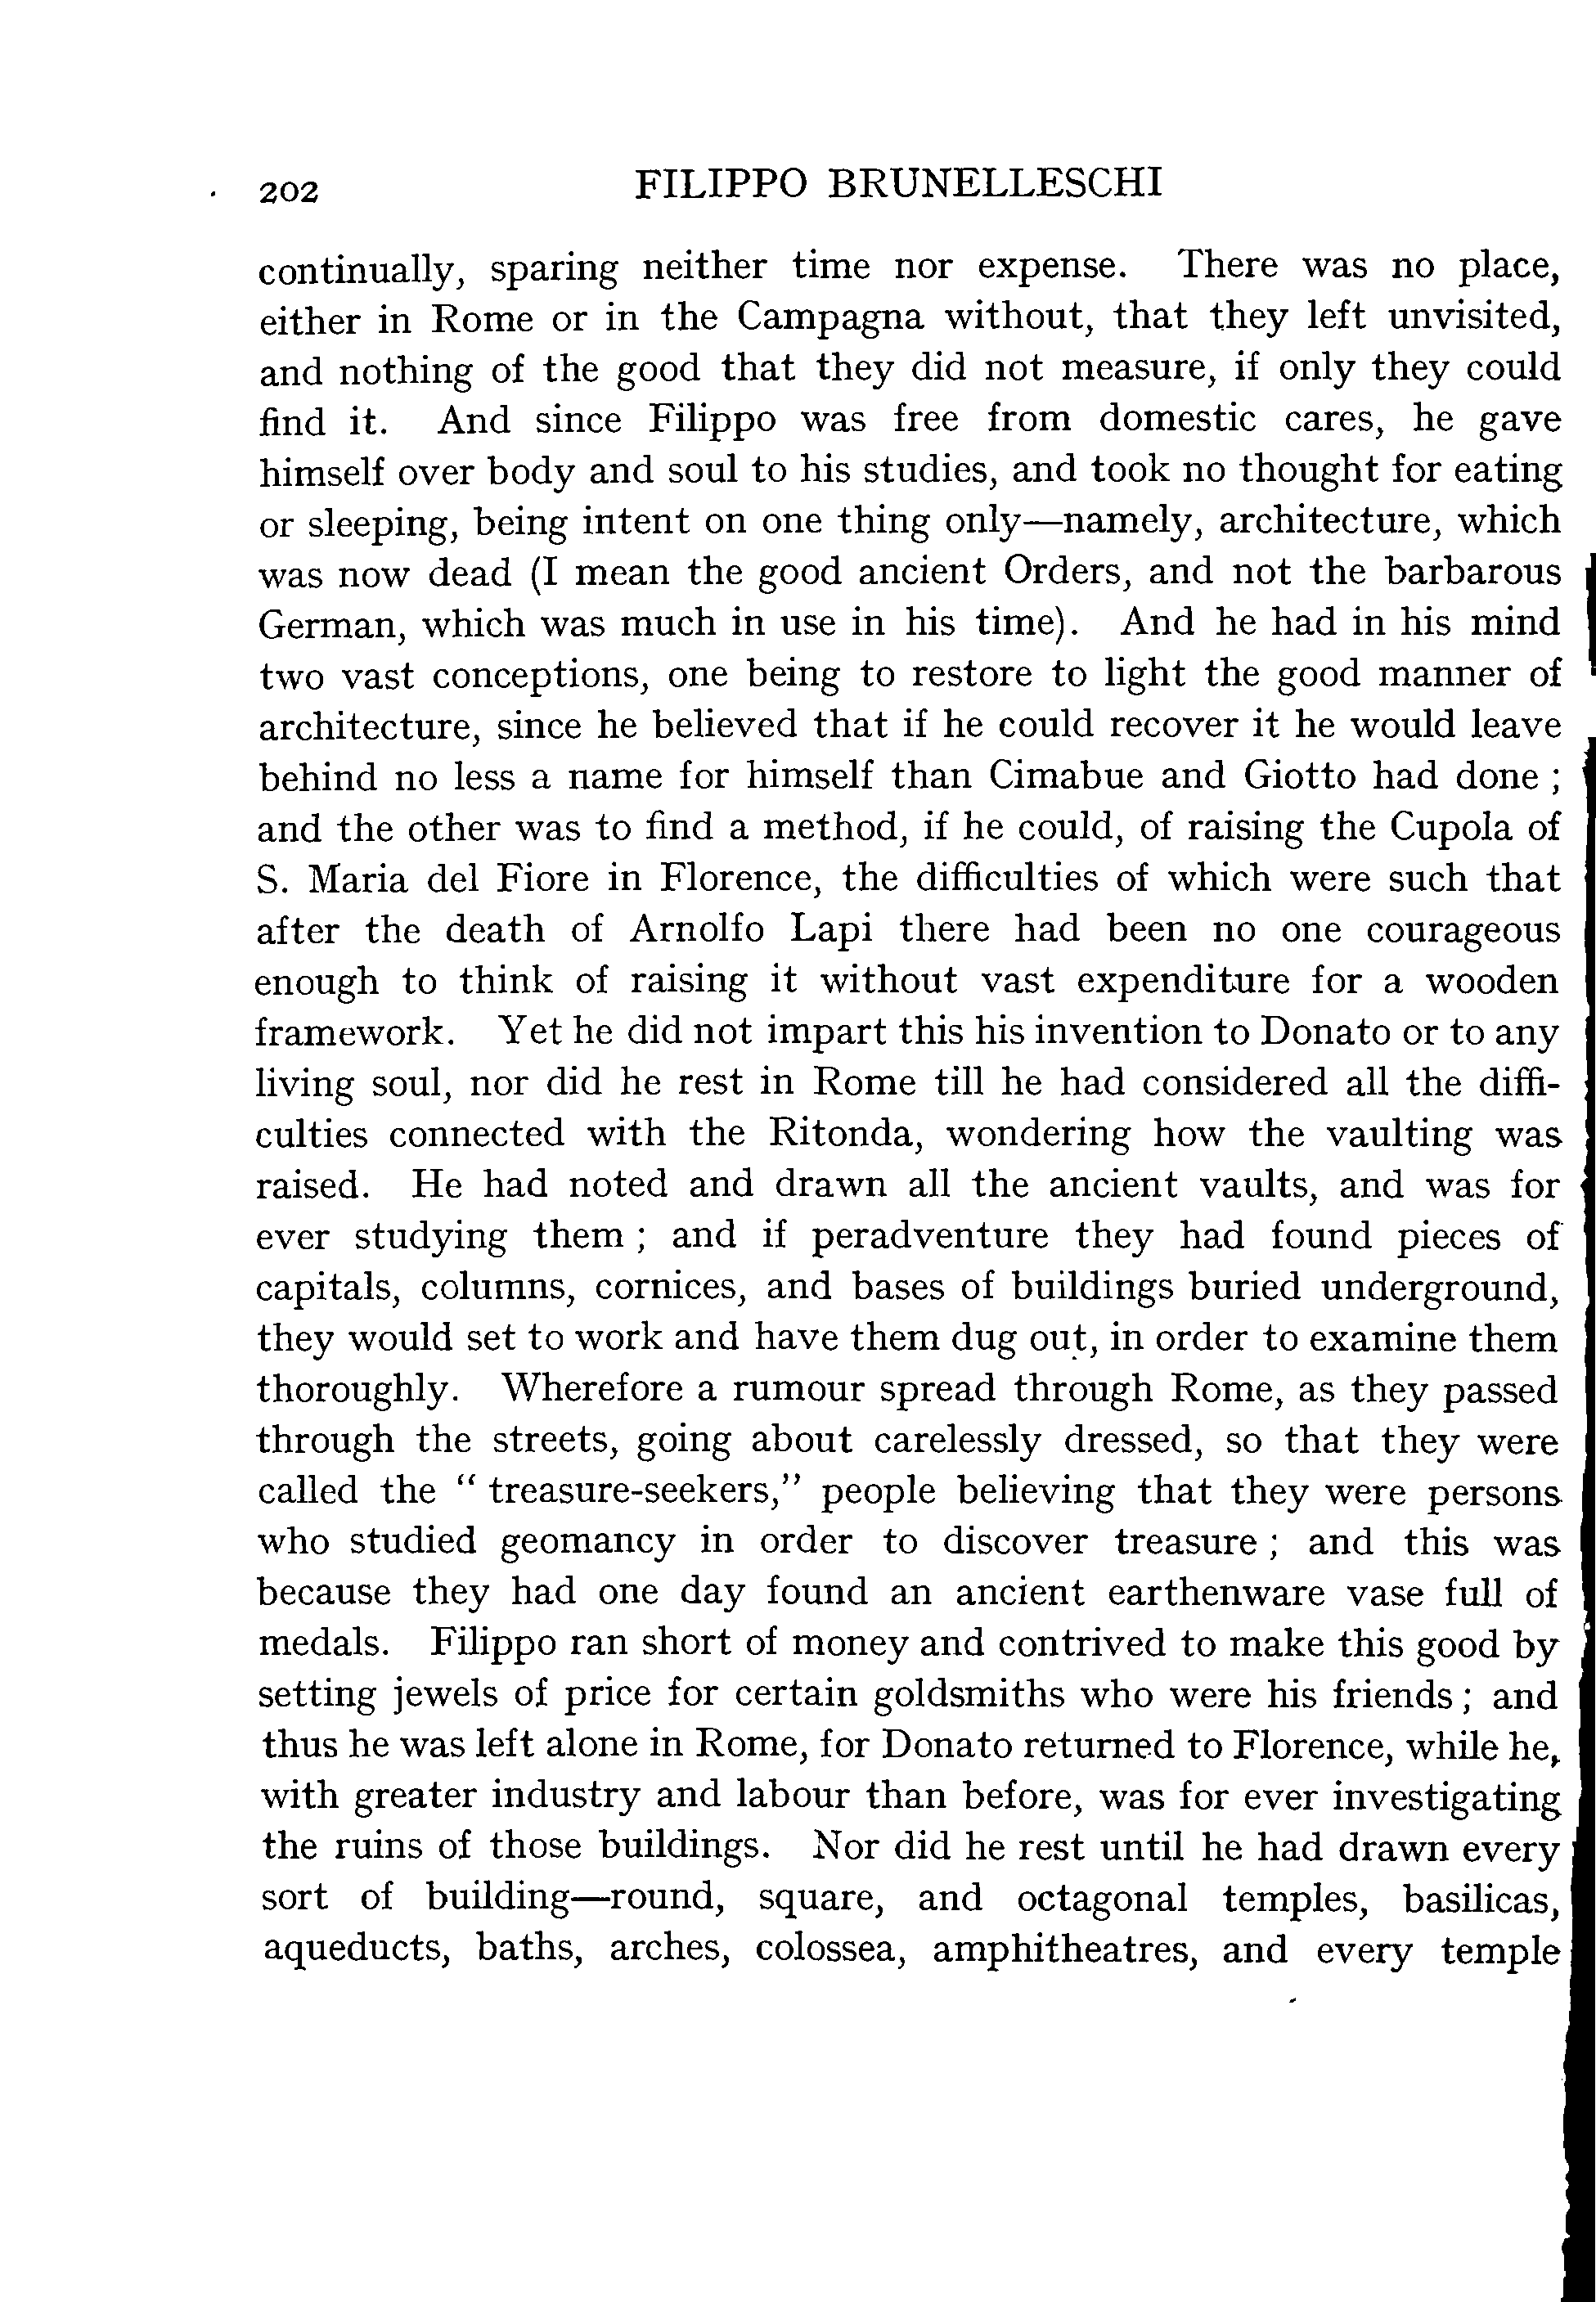 202 FILIPPO BRUNELLESCHI
continually, sparing neither time nor expense. There was no place,
either in Rome or in the Campagna without, that they left unvisited,
and nothing of the good that they did not measure, if only they could
find it. And since Filippo was free from domestic cares, he gave
himself over body and soul to his studies, and took no thought for eating
or sleeping, being intent on one thing only—namely, architecture, which
was now dead (I mean the good ancient Orders, and not the barbarous
German, which was much in use in his time). And he had in his mind
two vast conceptions, one being to restore to light the good manner of
architecture, since he believed that if he could recover it he would leave
behind no less a name for himself than Cimabue and Giotto had done ;
and the other was to find a method, if he could, of raising the Cupola of
S. Maria del Fiore in Florence, the difficulties of which were such that
after the death of Arnolfo Lapi there had been no one courageous
enough to think of raising it without vast expenditure for a wooden
framework. Yet he did not impart this his invention to Donato or to any
living soul, nor did he rest in Rome till he had considered all the diffi-
culties connected with the Ritonda, wondering how the vaulting was
raised. He had noted and drawn all the ancient vaults, and was for
ever studying them ; and if peradventure they had found pieces of
capitals, columns, cornices, and bases of buildings buried underground,
they would set to work and have them dug out, in order to examine them
thoroughly. Wherefore a rumour spread through Rome, as they passed
through the streets, going about carelessly dressed, so that they were
called the “ treasure-seekers,” people believing that they were persons
who studied geomancy in order to discover treasure ; and this was
because they had one day found an ancient earthenware vase full of
medals. Filippo ran short of money and contrived to make this good by
setting jewels of price for certain goldsmiths who were his friends ; and
thus he was left alone in Rome, for Donato returned to Florence, while he,
with greater industry and labour than before, was for ever investigating
the ruins of those buildings. Nor did he rest until he had drawn every
sort of building—round, square, and octagonal temples, basilicas,
aqueducts, baths, arches, colossea, amphitheatres, and every temple